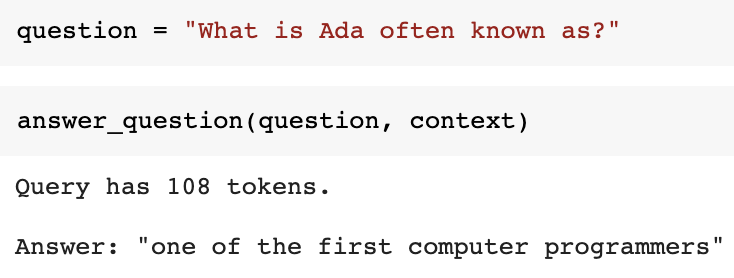 question = "What is Ada often known as?"
answer_question(question, context)
Query has 108 tokens.
Answer: "one of the first computer programmers"